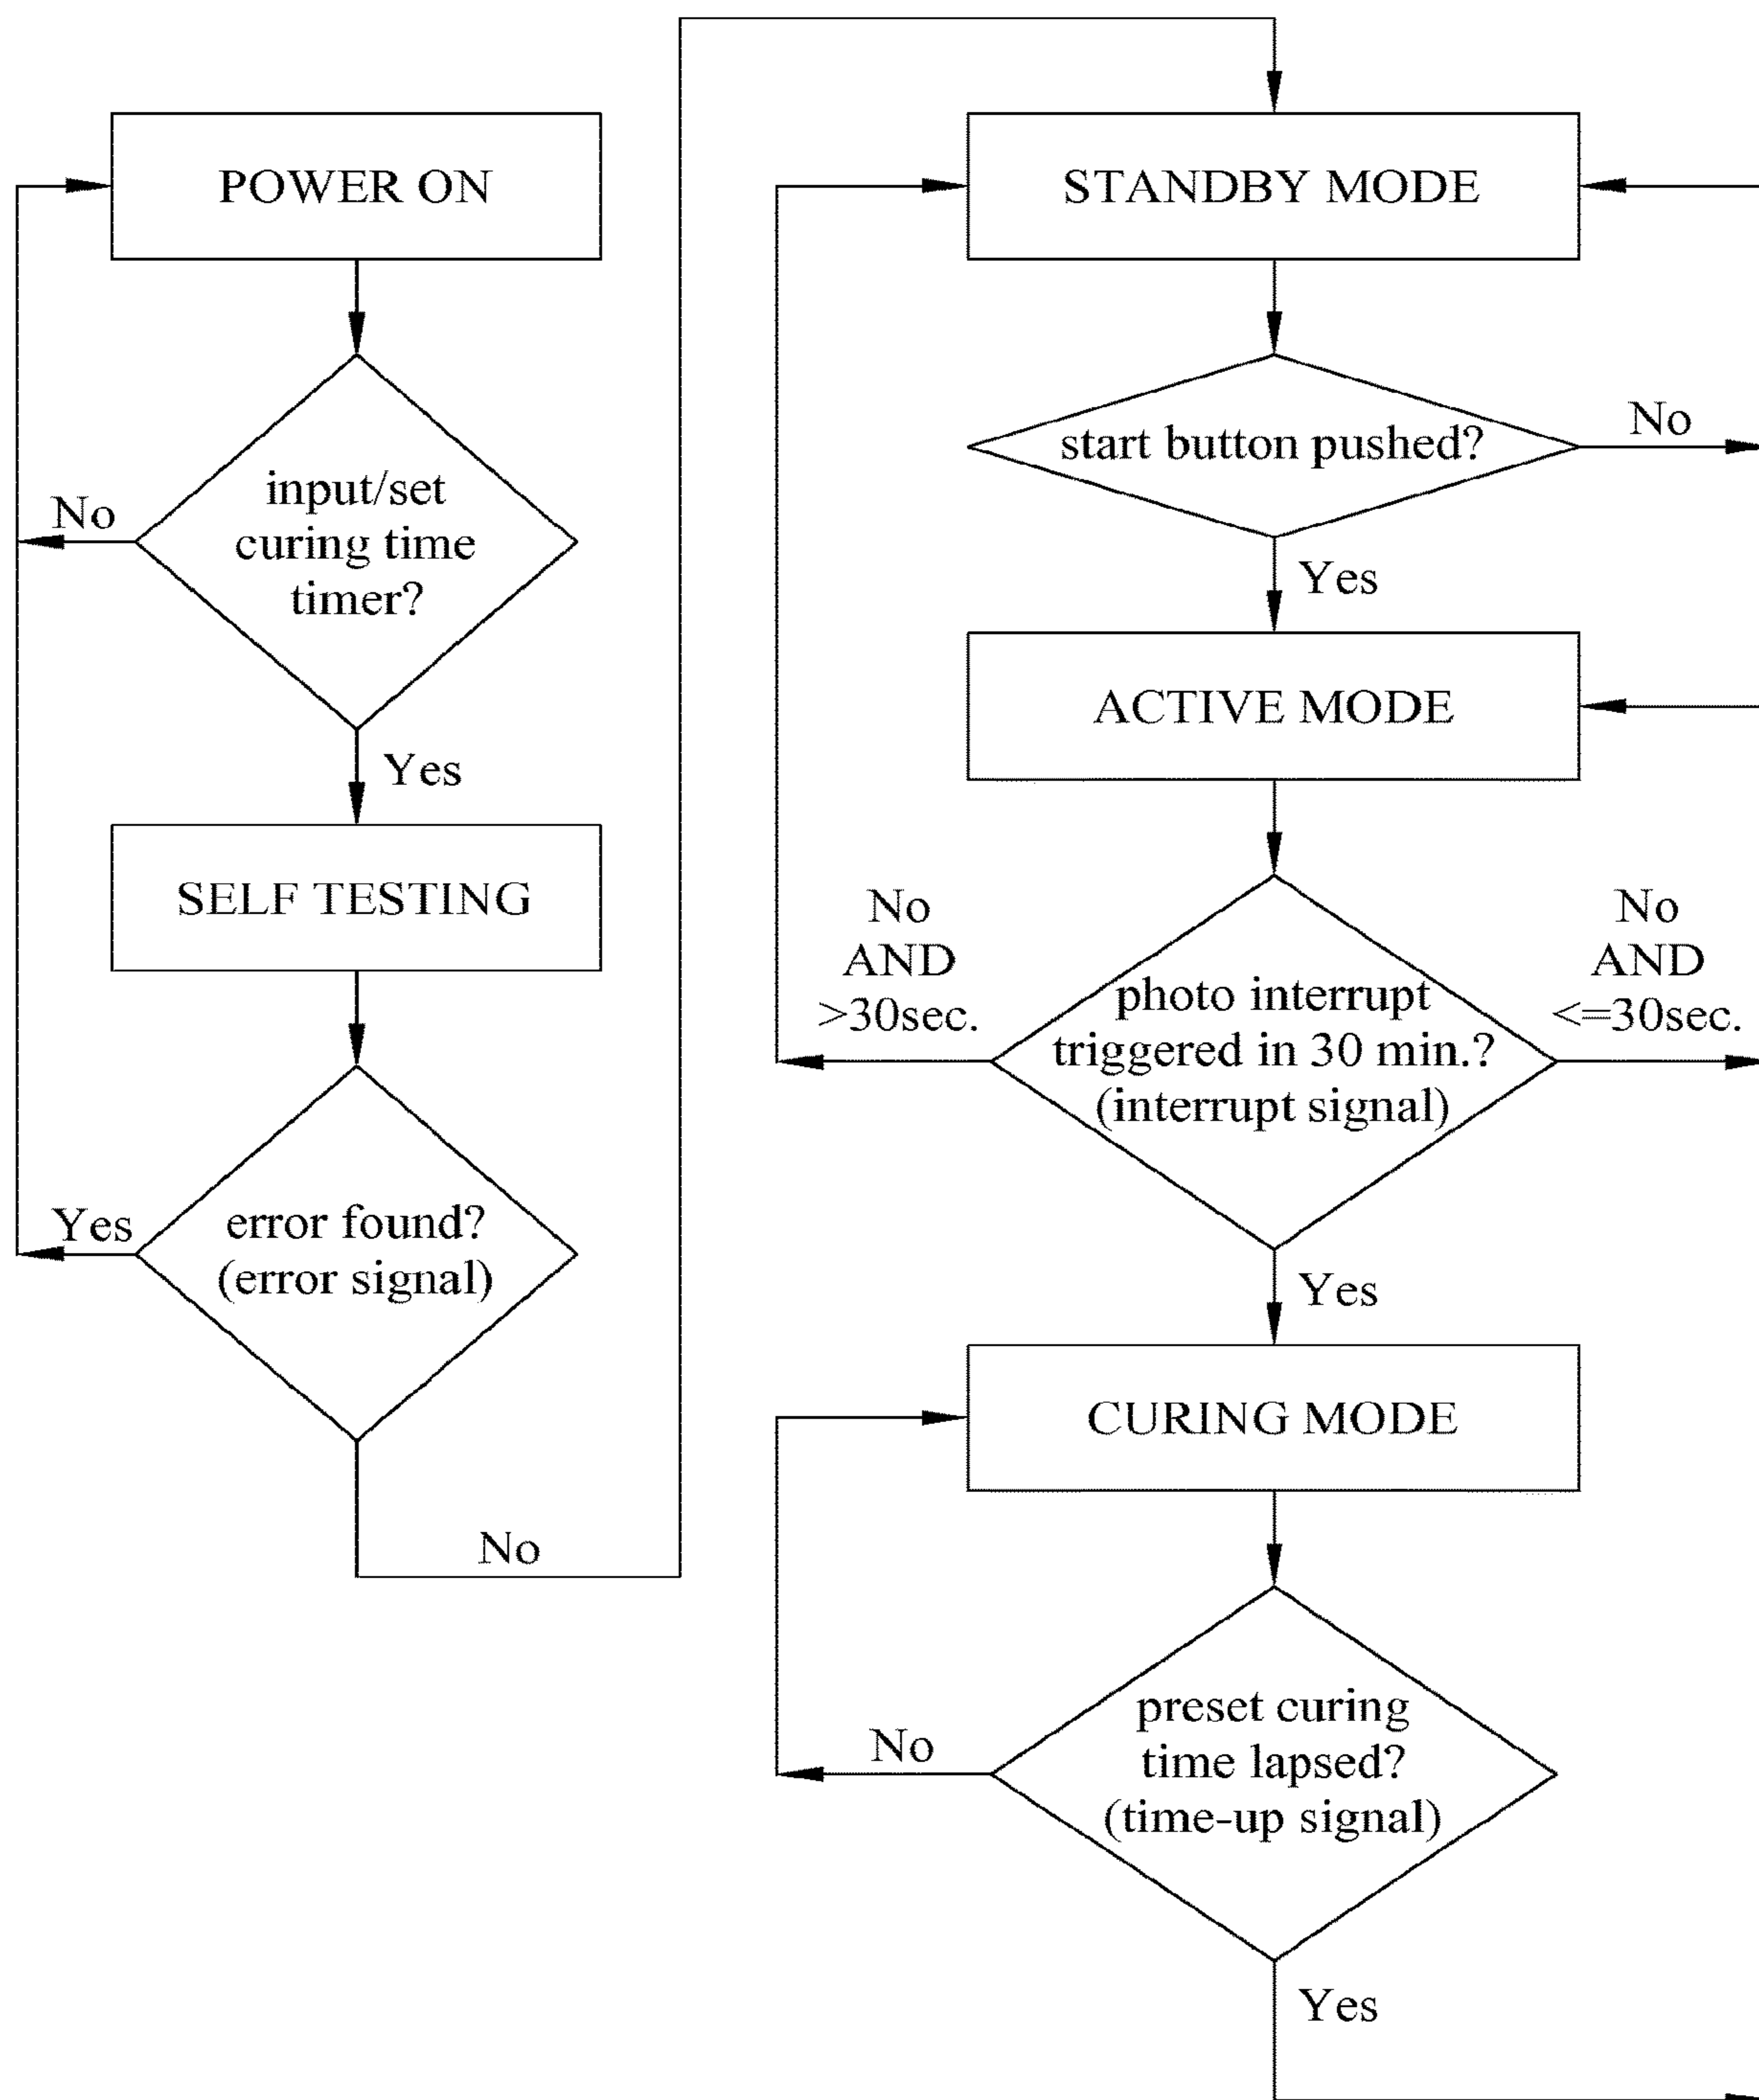 POWER ON
No
input/set
curing time
timer?
Yes
SELF TESTING
Yes
error found?
(error signal)
No
STANDBY MODE
start button pushed?
No
Yes
ACTIVE MODE
No
AND
>30sec.
photo interrupt
triggered in 30 min.?
(interrupt signal)
No
AND
<=30sec.
Yes
CURING MODE
No
preset curing
time lapsed?
(time-up signal)
Yes